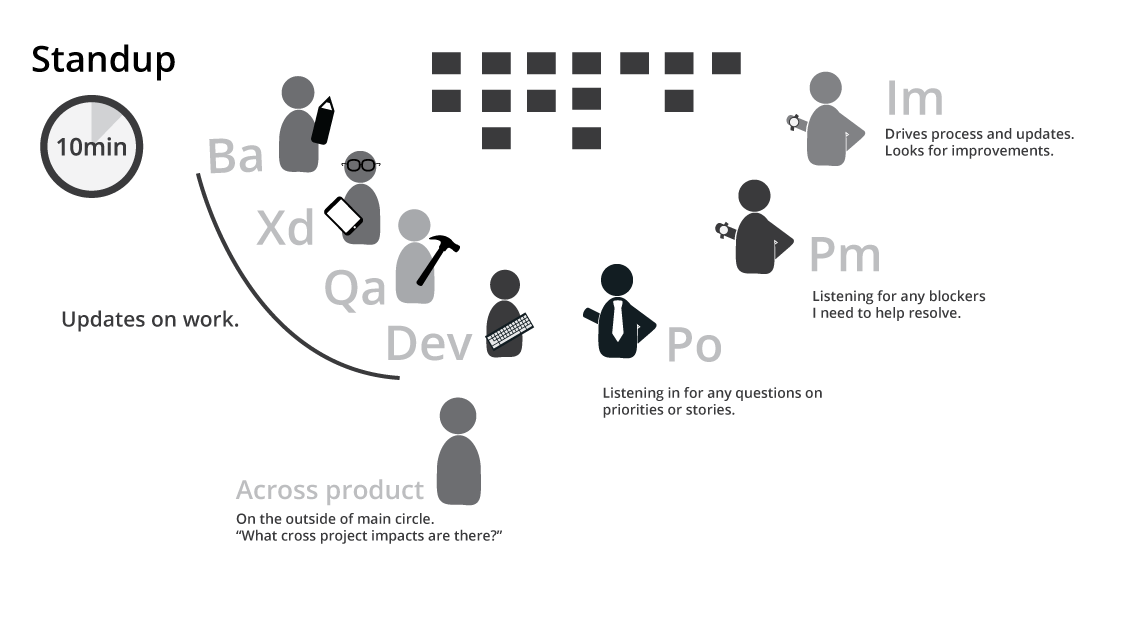 Standup
10min
Ba
Xd
Qa
Dev
Updates on work.
Im
Drives process and updates.
Looks for improvements.
Pm
Listening for any blockers
I need to help resolve.
Po
Listening in for any questions on
priorities or stories.
Across product
On the outside of main circle.
“What cross project impacts are there?”